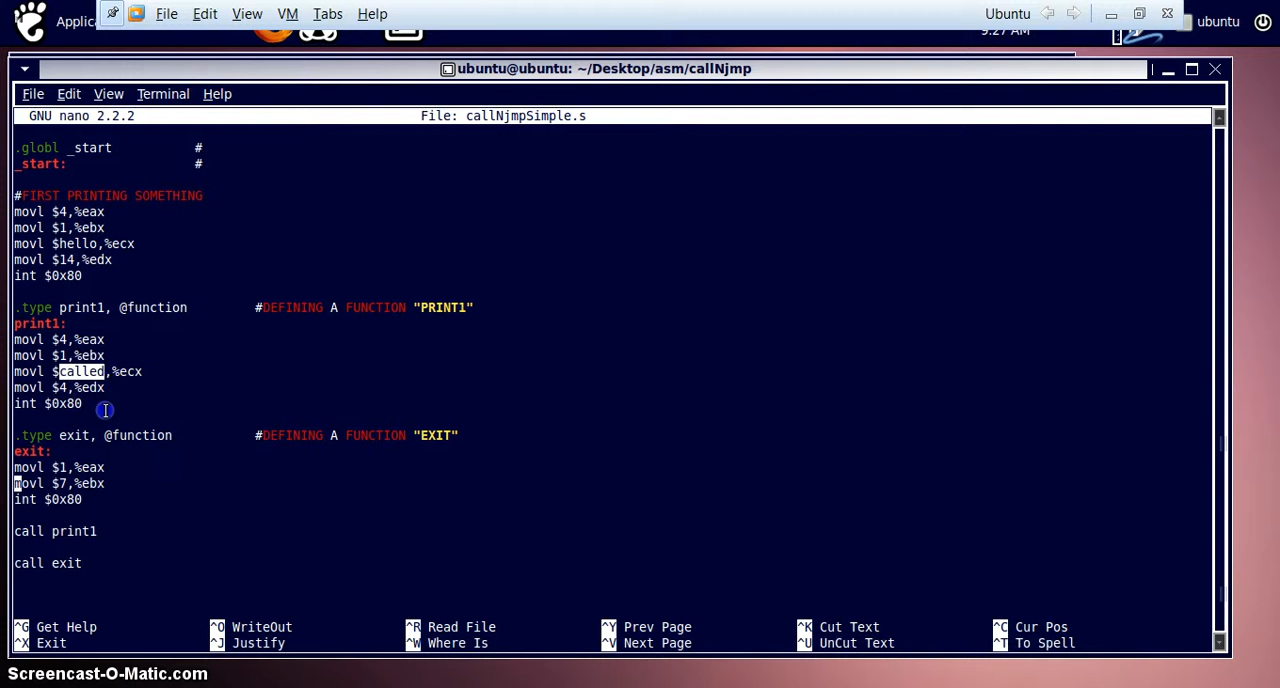 File Edit View VM Tabs Help Ubuntu
Applica 9:27 AM ubuntu
ubuntu@ubuntu: ~/Desktop/asm/callNjmp
File Edit View Terminal Help
GNU nano 2.2.2 File: callNjmpSimple.s
.globl _start #
_start: #
#FIRST PRINTING SOMETHING
movl $4,%eax
movl $1,%ebx
movl $hello,%ecx
movl $14,%edx
int $0x80
.type print1, @function #DEFINING A FUNCTION "PRINT1"
print1:
movl $4,%eax
movl $1,%ebx
movl $called,%ecx
movl $4,%edx
int $0x80
.type exit, @function #DEFINING A FUNCTION "EXIT"
exit:
movl $1,%eax
movl $7,%ebx
int $0x80
call print1
call exit
^G Get Help ^O WriteOut ^R Read File ^Y Prev Page ^K Cut Text ^C Cur Pos
^X Exit ^J Justify ^W Where Is ^V Next Page ^U UnCut Text ^T To Spell
Screencast-O-Matic.com